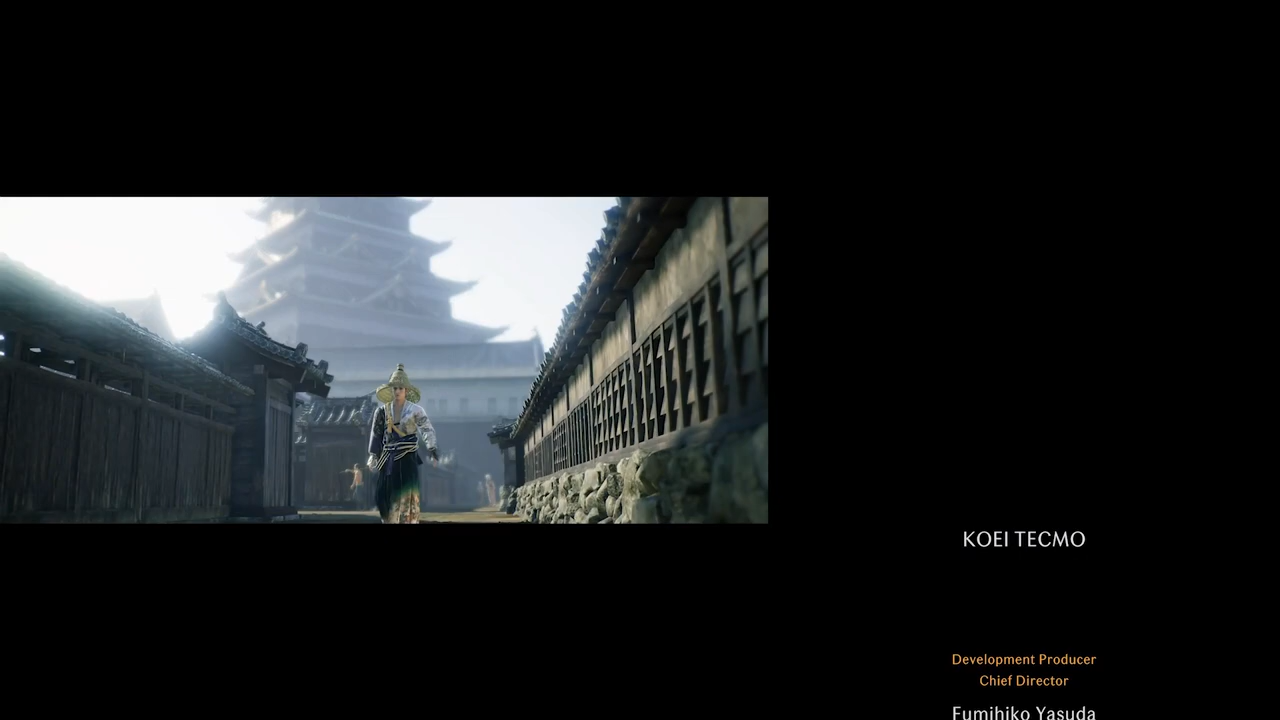 KOEI TECMO
Development Producer
Chief Director
Fumihiko Yasuda